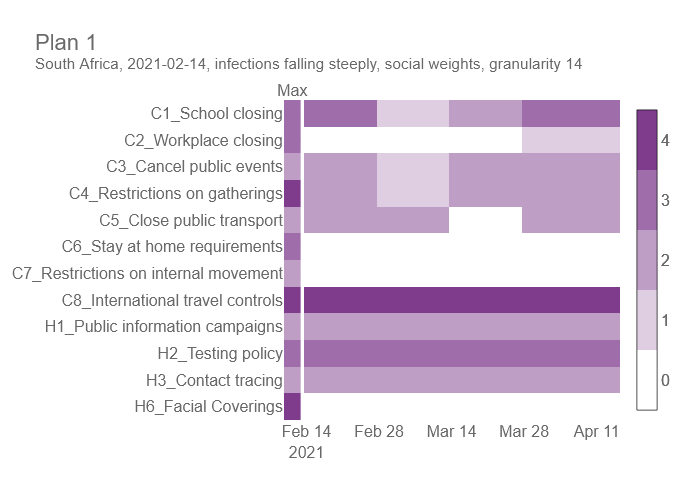 Plan 1
South Africa, 2021-02-14, infections falling steeply, social weights, granularity 14
Max
C1_School closing
C2_Workplace closing
C3_Cancel public events
C4_Restrictions on gatherings
C5_Close public transport
C6_Stay at home requirements
C7_Restrictions on internal movement
C8_International travel controls
H1_Public information campaigns
H2_Testing policy
H3_Contact tracing
H6_Facial Coverings
4
3
2
1
0
Feb 14 Feb 28 Mar 14 Mar 28 Apr 11
2021